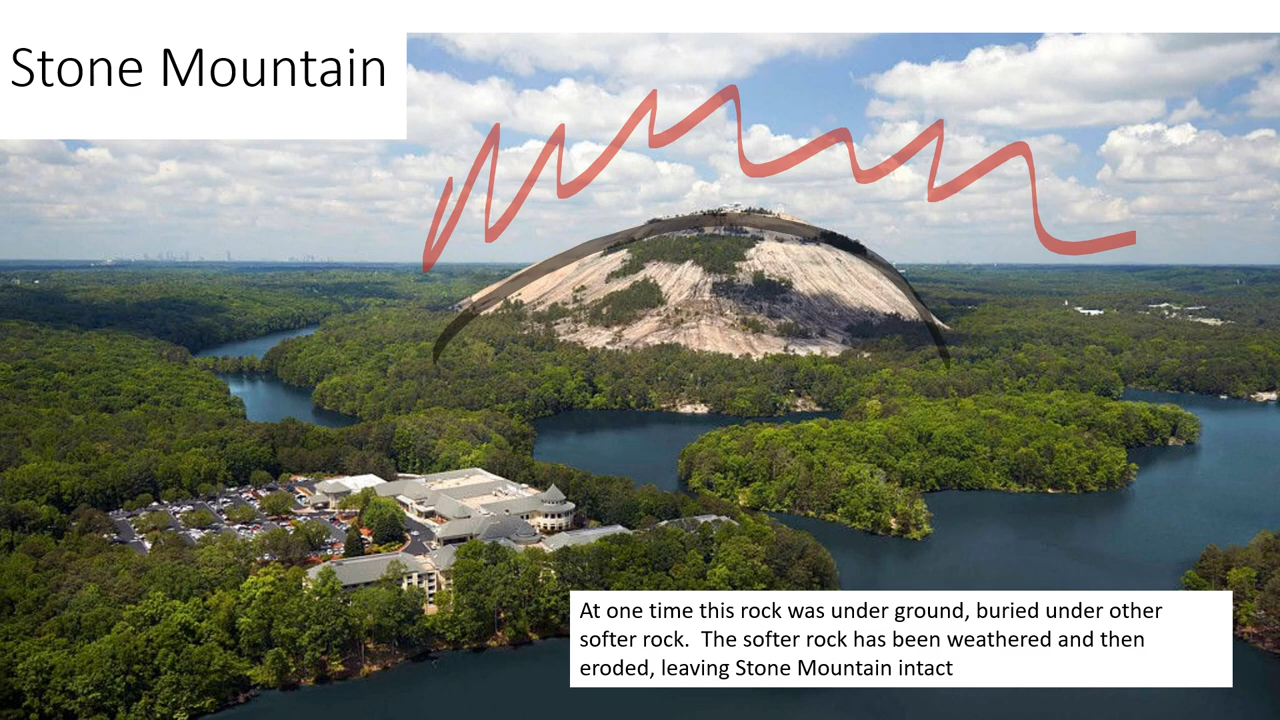 Stone Mountain
At one time this rock was under ground, buried under other
softer rock.  The softer rock has been weathered and then
eroded, leaving Stone Mountain intact